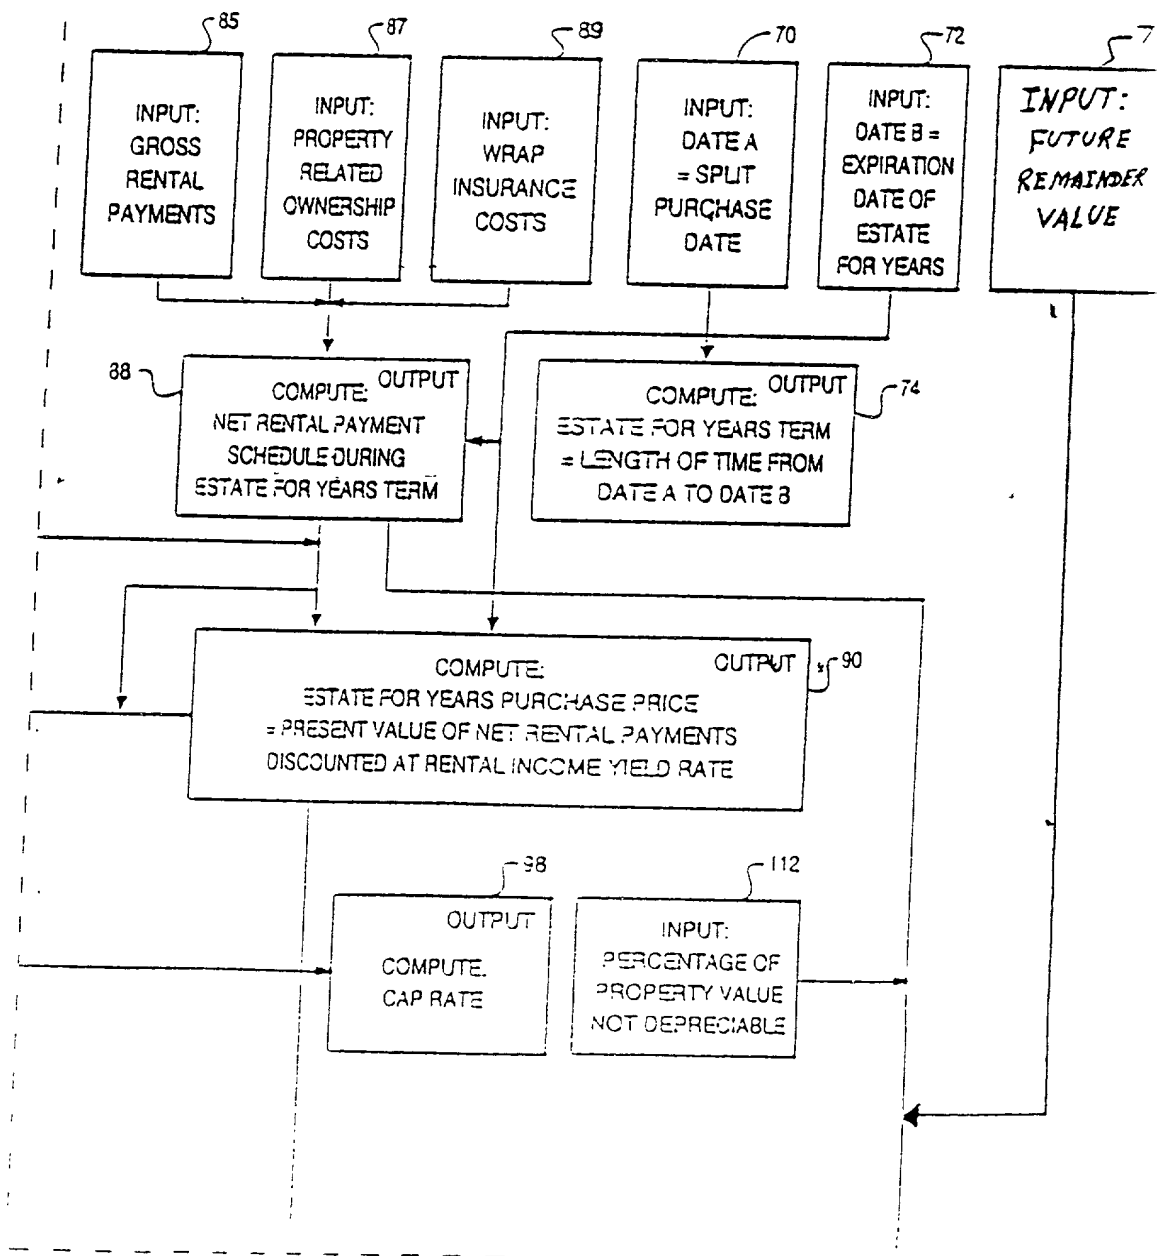 85
87
89
70
72
7
INPUT:
GROSS
RENTAL
PAYMENTS
INPUT:
PROPERTY
RELATED
OWNERSHIP
COSTS
INPUT:
WRAP
INSURANCE
COSTS
INPUT:
DATE A
= SPLIT
PURCHASE
DATE
INPUT:
DATE B =
EXPIRATION
DATE OF
ESTATE
FOR YEARS
INPUT:
FUTURE
REMAINDER
VALUE
88
OUTPUT
COMPUTE:
NET RENTAL PAYMENT
SCHEDULE DURING
ESTATE FOR YEARS TERM
OUTPUT
74
COMPUTE:
ESTATE FOR YEARS TERM
= LENGTH OF TIME FROM
DATE A TO DATE B
OUTPUT
90
COMPUTE:
ESTATE FOR YEARS PURCHASE PRICE
= PRESENT VALUE OF NET RENTAL PAYMENTS
DISCOUNTED AT RENTAL INCOME YIELD RATE
98
OUTPUT
COMPUTE:
CAP RATE
112
INPUT:
PERCENTAGE OF
PROPERTY VALUE
NOT DEPRECIABLE